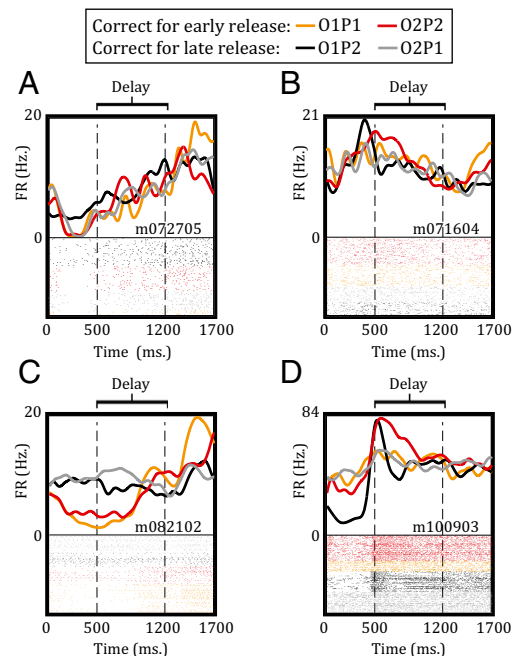 Correct for early release: O1P1 O2P2
Correct for late release: O1P2 O2P1
A
Delay
20
FR (Hz.)
0
m072705
0 500 1200 1700
Time (ms.)
B
Delay
21
FR (Hz.)
0
m071604
0 500 1200 1700
Time (ms.)
C
Delay
20
FR (Hz.)
0
m082102
0 500 1200 1700
Time (ms.)
D
Delay
84
FR (Hz.)
0
m100903
0 500 1200 1700
Time (ms.)